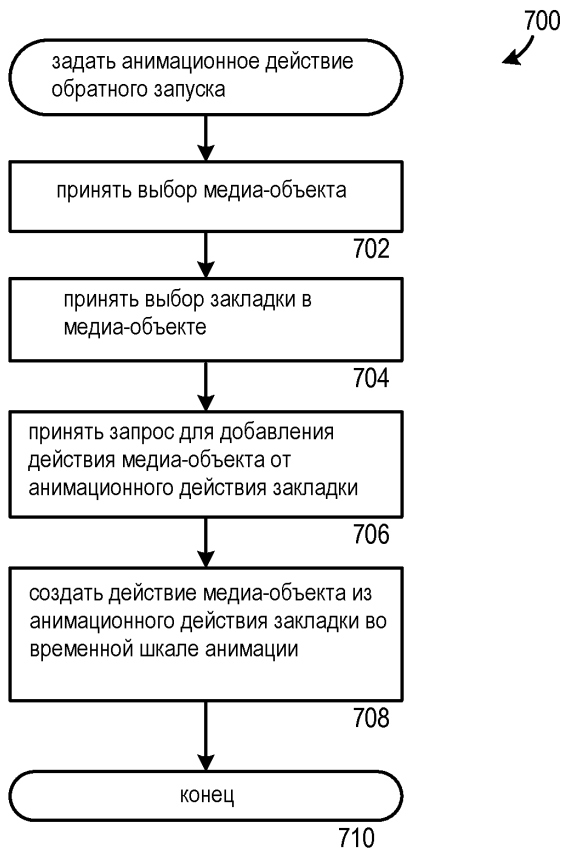 700
задать анимационное действие
обратного запуска
принять выбор медиа-объекта
702
принять выбор закладки в
медиа-объекте
704
принять запрос для добавления
действия медиа-объекта от
анимационного действия закладки
706
создать действие медиа-объекта из
анимационного действия закладки во
временной шкале анимации
708
конец
710